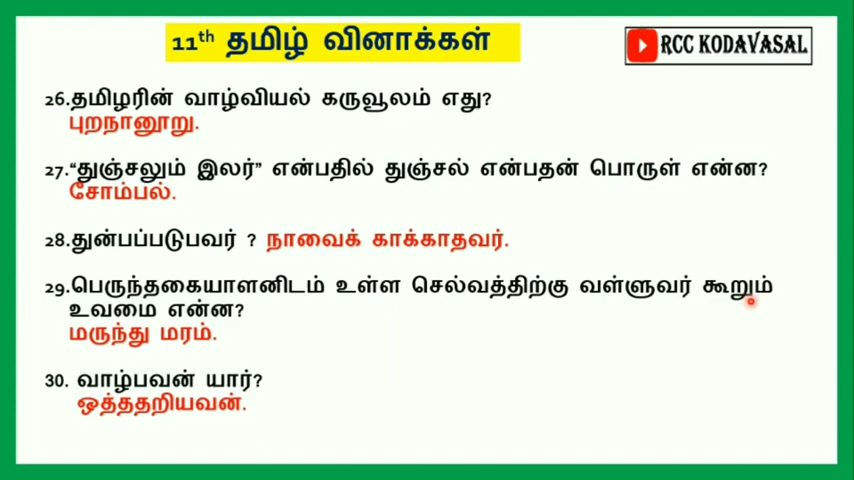 11th தமிழ் வினாக்கள்
RCC KODAVASAL
26.தமிழரின் வாழ்வியல் கருவூலம் எது?
புறநானூறு.
27.“துஞ்சலும் இலர்” என்பதில் துஞ்சல் என்பதன் பொருள் என்ன?
சோம்பல்.
28.துன்பப்படுபவர் ? நாவைக் காக்காதவர்.
29.பெருந்தகையாளனிடம் உள்ள செல்வத்திற்கு வள்ளுவர் கூறும்
உவமை என்ன?
மருந்து மரம்.
30. வாழ்பவன் யார்?
ஒத்ததறியவன்.